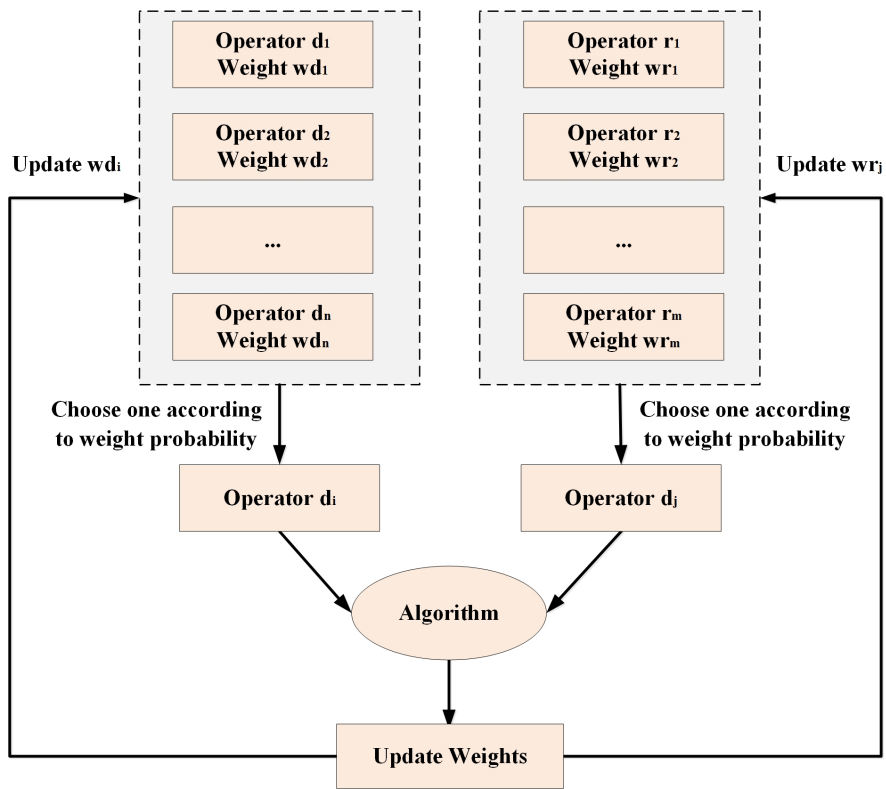 Operator d₁
Weight wd₁
Operator d₂
Weight wd₂
...
Operator dₙ
Weight wdₙ
Operator r₁
Weight wr₁
Operator r₂
Weight wr₂
...
Operator rₘ
Weight wrₘ
Update wdᵢ
Update wrⱼ
Choose one according
to weight probability
Choose one according
to weight probability
Operator dᵢ
Operator dⱼ
Algorithm
Update Weights